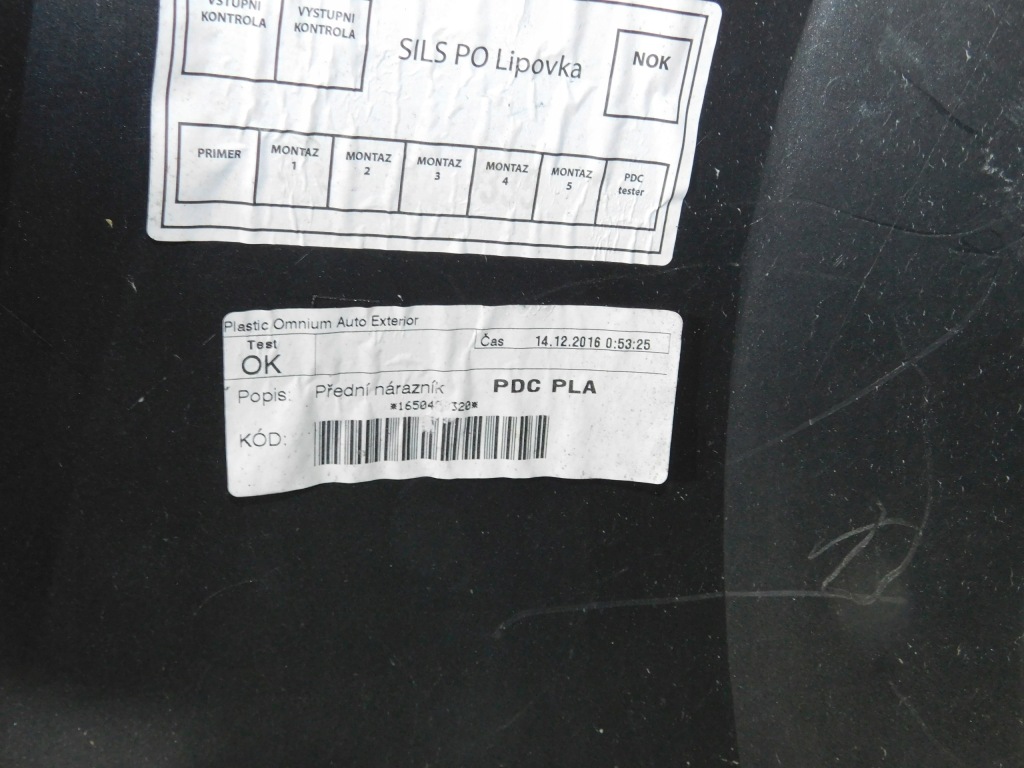 VSTUPNI KONTROLA
VYSTUPNI KONTROLA
SILS PO Lipovka
NOK
PRIMER
MONTAZ 1
MONTAZ 2
MONTAZ 3
MONTAZ 4
MONTAZ 5
PDC tester
Plastic Omnium Auto Exterior
Test
OK
Čas 14.12.2016 0:53:25
Popis: Přední nárazník PDC PLA
KÓD: